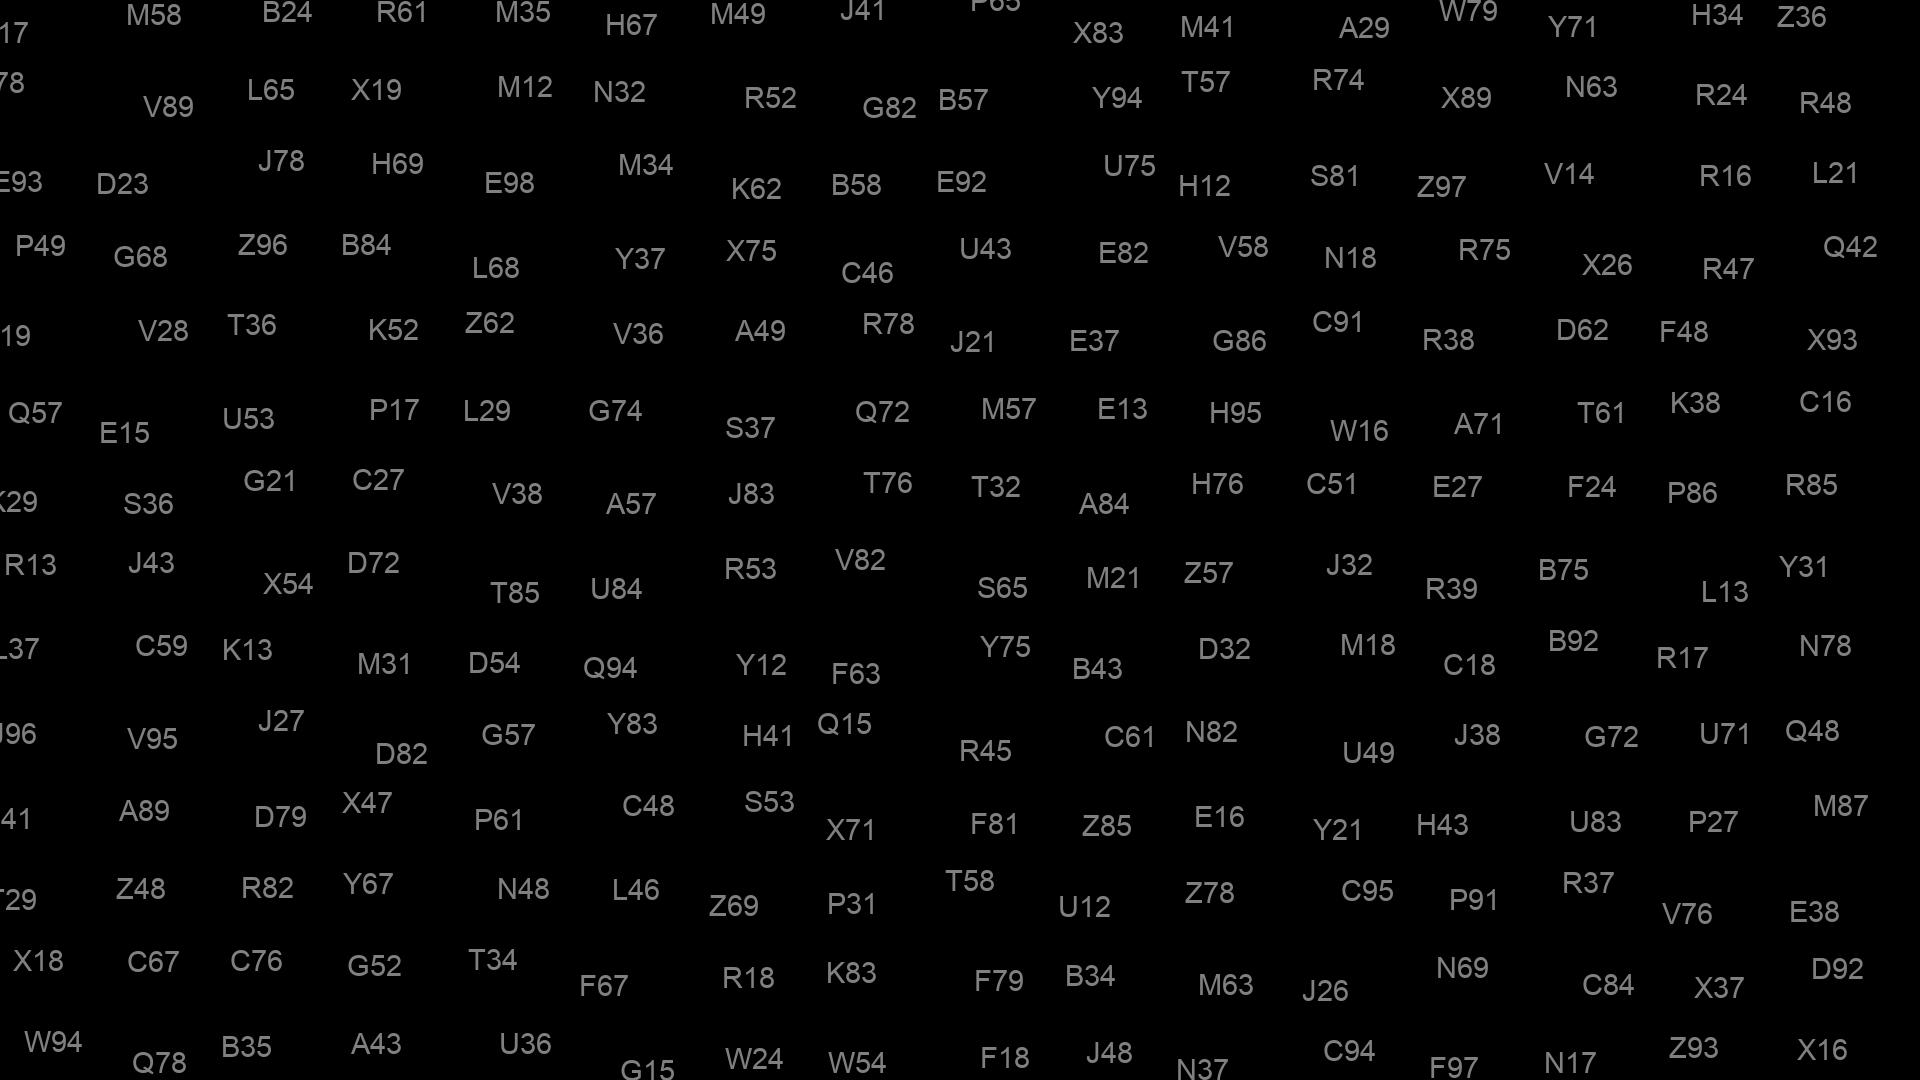 17 M58 B24 R61 M35 H67 M49 J41 P65 X83 M41 A29 W79 Y71 H34 Z36
78 V89 L65 X19 M12 N32 R52 G82 B57 Y94 T57 R74 X89 N63 R24 R48
E93 D23 J78 H69 E98 M34 K62 B58 E92 U75 H12 S81 Z97 V14 R16 L21
P49 G68 Z96 B84 L68 Y37 X75 C46 U43 E82 V58 N18 R75 X26 R47 Q42
19 V28 T36 K52 Z62 V36 A49 R78 J21 E37 G86 C91 R38 D62 F48 X93
Q57 E15 U53 P17 L29 G74 S37 Q72 M57 E13 H95 W16 A71 T61 K38 C16
K29 S36 G21 C27 V38 A57 J83 T76 T32 A84 H76 C51 E27 F24 P86 R85
R13 J43 X54 D72 T85 U84 R53 V82 S65 M21 Z57 J32 R39 B75 L13 Y31
L37 C59 K13 M31 D54 Q94 Y12 F63 Y75 B43 D32 M18 C18 B92 R17 N78
96 V95 J27 D82 G57 Y83 H41 Q15 R45 C61 N82 U49 J38 G72 U71 Q48
41 A89 D79 X47 P61 C48 S53 X71 F81 Z85 E16 Y21 H43 U83 P27 M87
29 Z48 R82 Y67 N48 L46 Z69 P31 T58 U12 Z78 C95 P91 R37 V76 E38
X18 C67 C76 G52 T34 F67 R18 K83 F79 B34 M63 J26 N69 C84 X37 D92
W94 Q78 B35 A43 U36 G15 W24 W54 F18 J48 N37 C94 F97 N17 Z93 X16